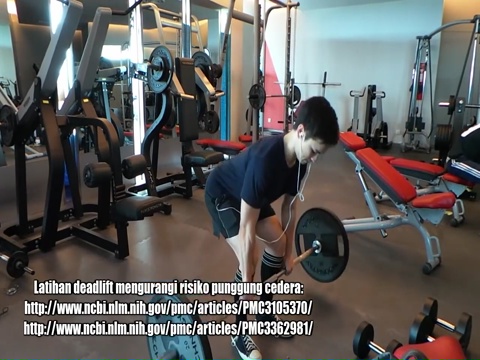 Latihan deadlift mengurangi risiko punggung cedera:
http://www.ncbi.nlm.nih.gov/pmc/articles/PMC3105370/
http://www.ncbi.nlm.nih.gov/pmc/articles/PMC3362981/